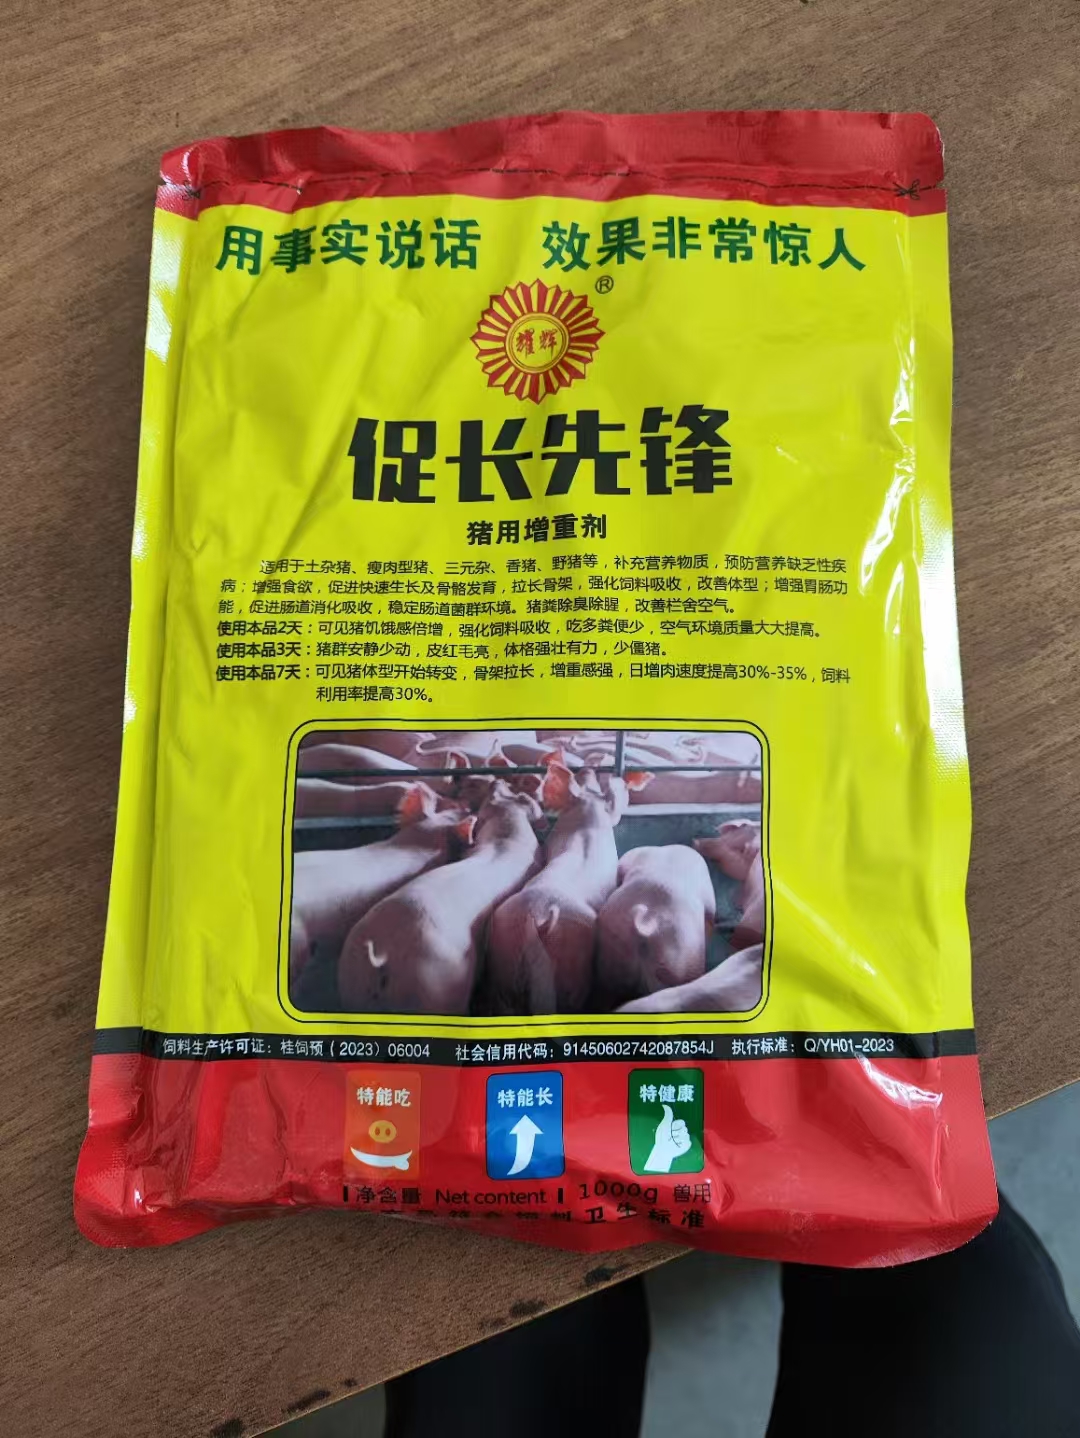 用事实说话 效果非常惊人
®
耀辉
促长先锋
猪用增重剂
适用于土杂猪、瘦肉型猪、三元杂、香猪、野猪等，补充营养物质，预防营养缺乏性疾
病；增强食欲，促进快速生长及骨骼发育，拉长骨架，强化饲料吸收，改善体型；增强胃肠功
能，促进肠道消化吸收，稳定肠道菌群环境。猪粪除臭除腥，改善栏舍空气。
使用本品2天：可见猪饥饿感倍增，强化饲料吸收，吃多粪便少，空气环境质量大大提高。
使用本品3天：猪群安静少动，皮红毛亮，体格强壮有力，少僵猪。
使用本品7天：可见猪体型开始转变，骨架拉长，增重感强，日增肉速度提高30%-35%，饲料
利用率提高30%。
饲料生产许可证：桂饲预（2023）06004 社会信用代码：91450602742087854J 执行标准：Q/YH01-2023
特能吃 特能长 特健康
净含量 Net content 1000g 兽用
卫生标准